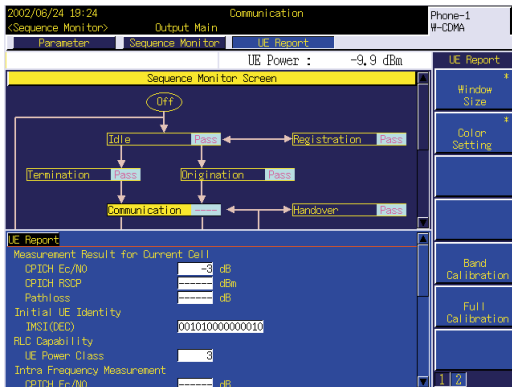 2002/06/24 19:24 Communication Phone-1
<Sequence Monitor> Output Main W-CDMA
Parameter Sequence Monitor UE Report
UE Power : -9.9 dBm UE Report
Sequence Monitor Screen
*
Window
Size
Off
*
Color
Setting
Idle Pass Registration Pass
Termination Pass Origination Pass
Communication ---- Handover Pass
UE Report
Measurement Result for Current Cell
CPICH Ec/N0 -3 dB
CPICH RSCP ------ dBm
Pathloss ------ dB
Band
Calibration
Initial UE Identity
IMSI(DEC) 001010000000010
Full
Calibration
RLC Capability
UE Power Class 3
Intra Frequency Measurement
CPICH Ec/N0 ------ dB
1 2